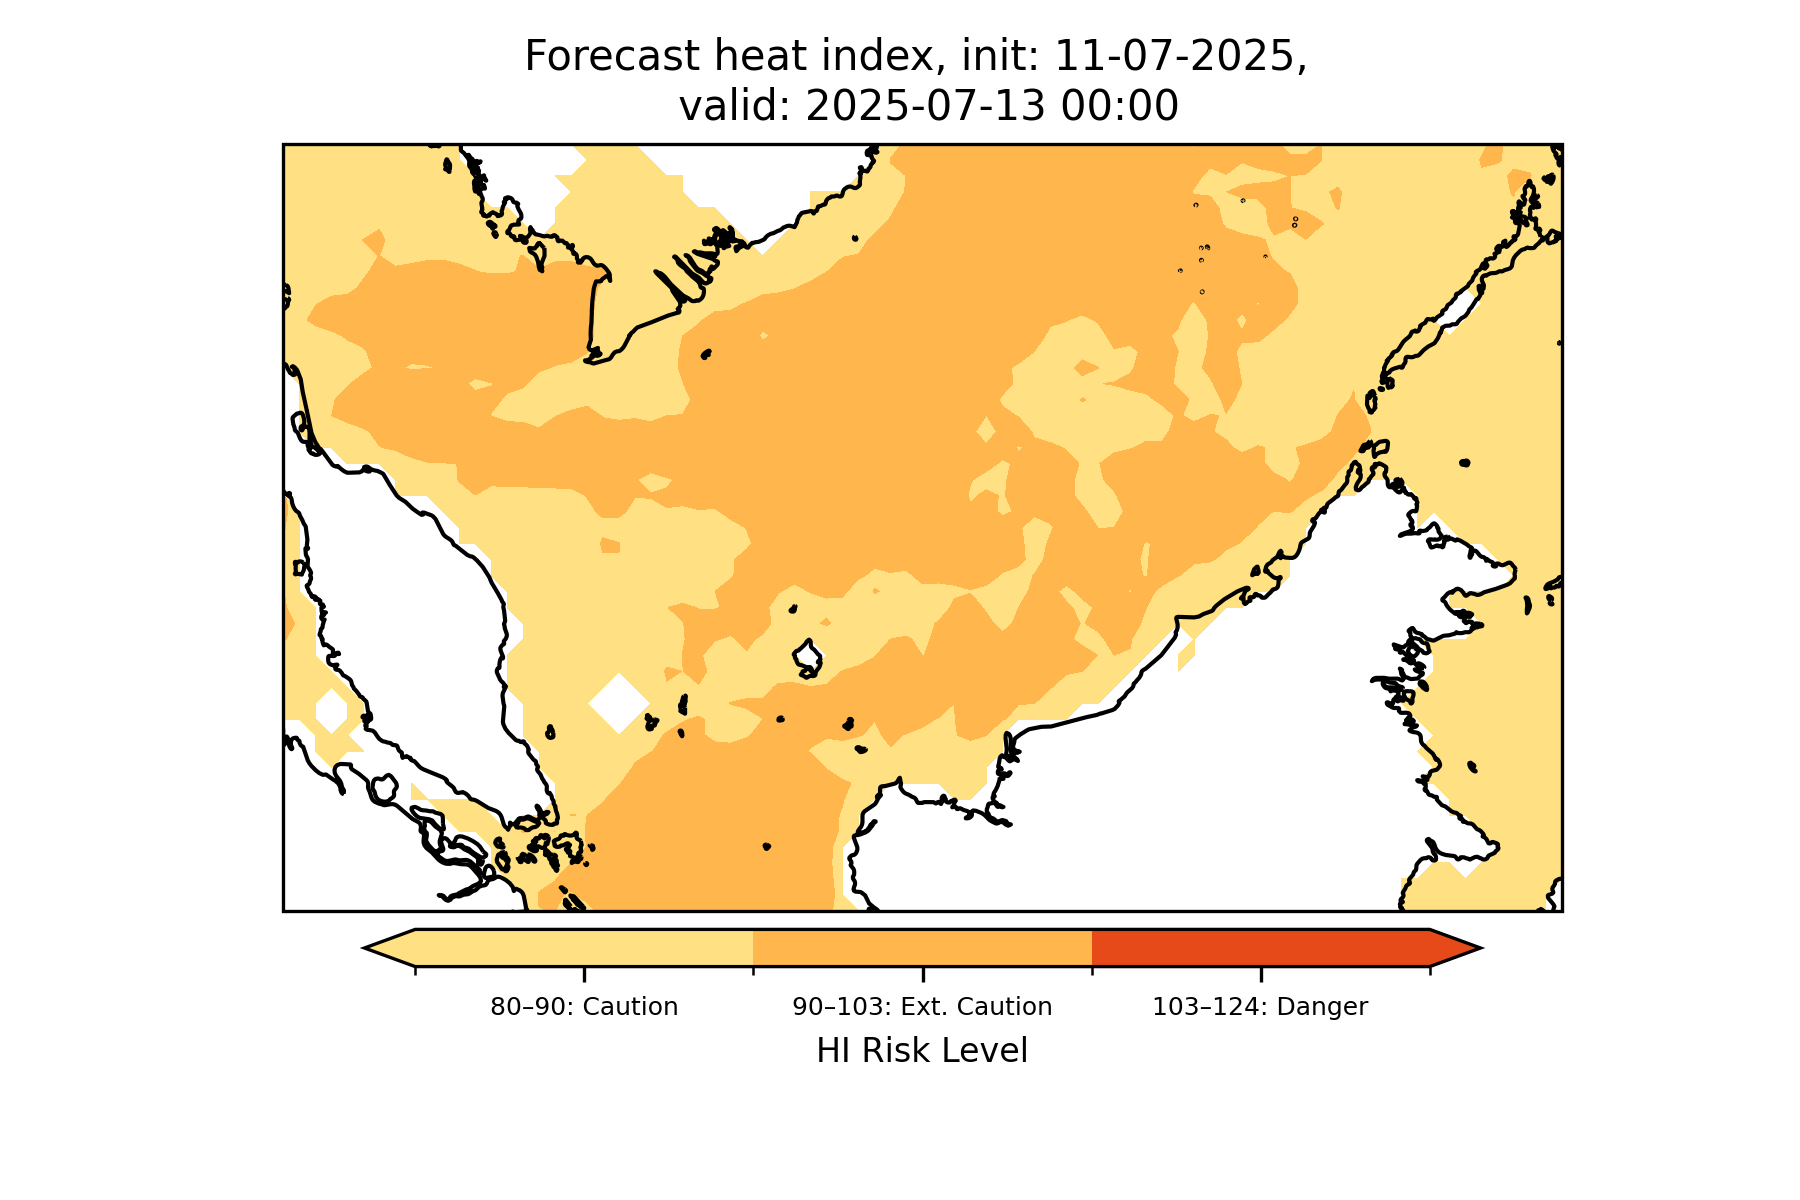 Forecast heat index, init: 11-07-2025,
valid: 2025-07-13 00:00
80–90: Caution
90–103: Ext. Caution
103–124: Danger
HI Risk Level